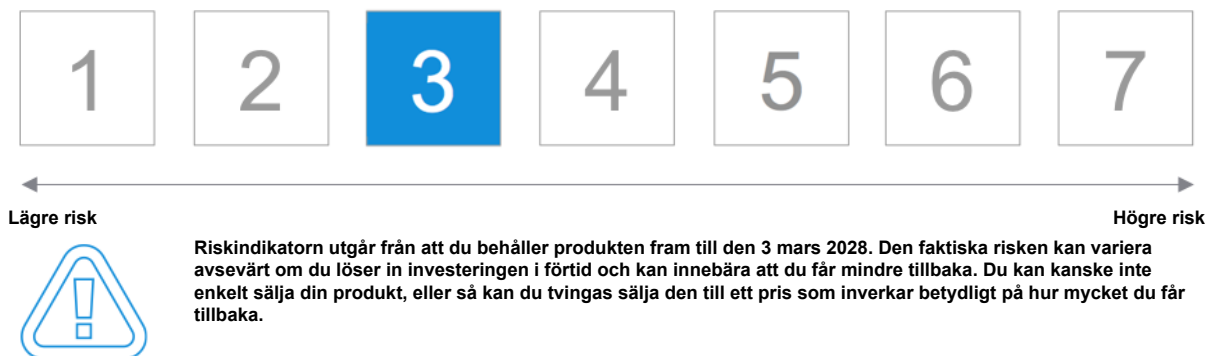 1 2 3 4 5 6 7
Lägre risk Högre risk
Riskindikatorn utgår från att du behåller produkten fram till den 3 mars 2028. Den faktiska risken kan variera
avsevärt om du löser in investeringen i förtid och kan innebära att du får mindre tillbaka. Du kan kanske inte
enkelt sälja din produkt, eller så kan du tvingas sälja den till ett pris som inverkar betydligt på hur mycket du får
tillbaka.